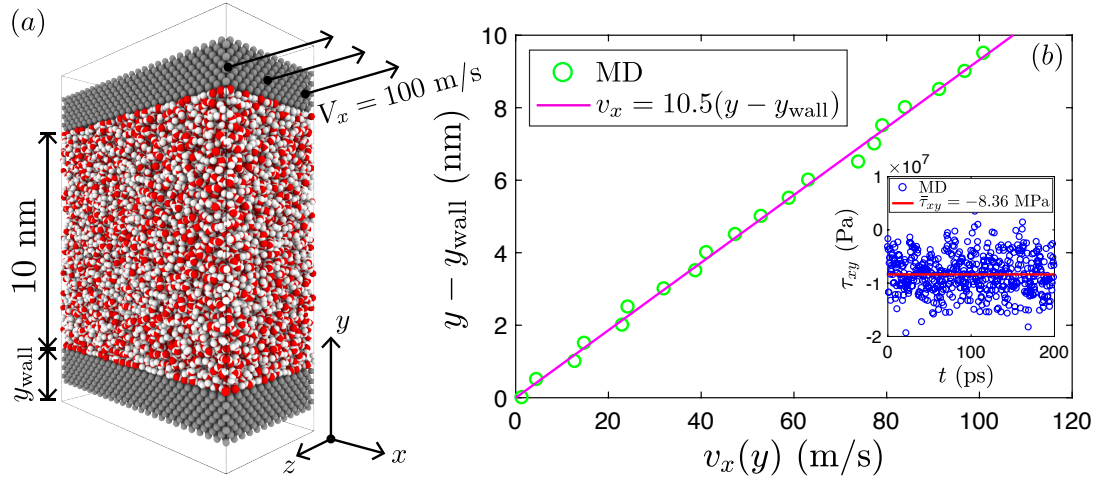 (a)
V_x = 100 m/s
10 nm
y_wall
y
x
z
(b)
10
8
6
4
2
0
y − y_wall (nm)
MD
v_x = 10.5(y − y_wall)
0 20 40 60 80 100 120
v_x(y) (m/s)
×10^7
1
0
-1
-2
τ_xy (Pa)
MD
τ̄_xy = −8.36 MPa
0 100 200
t (ps)